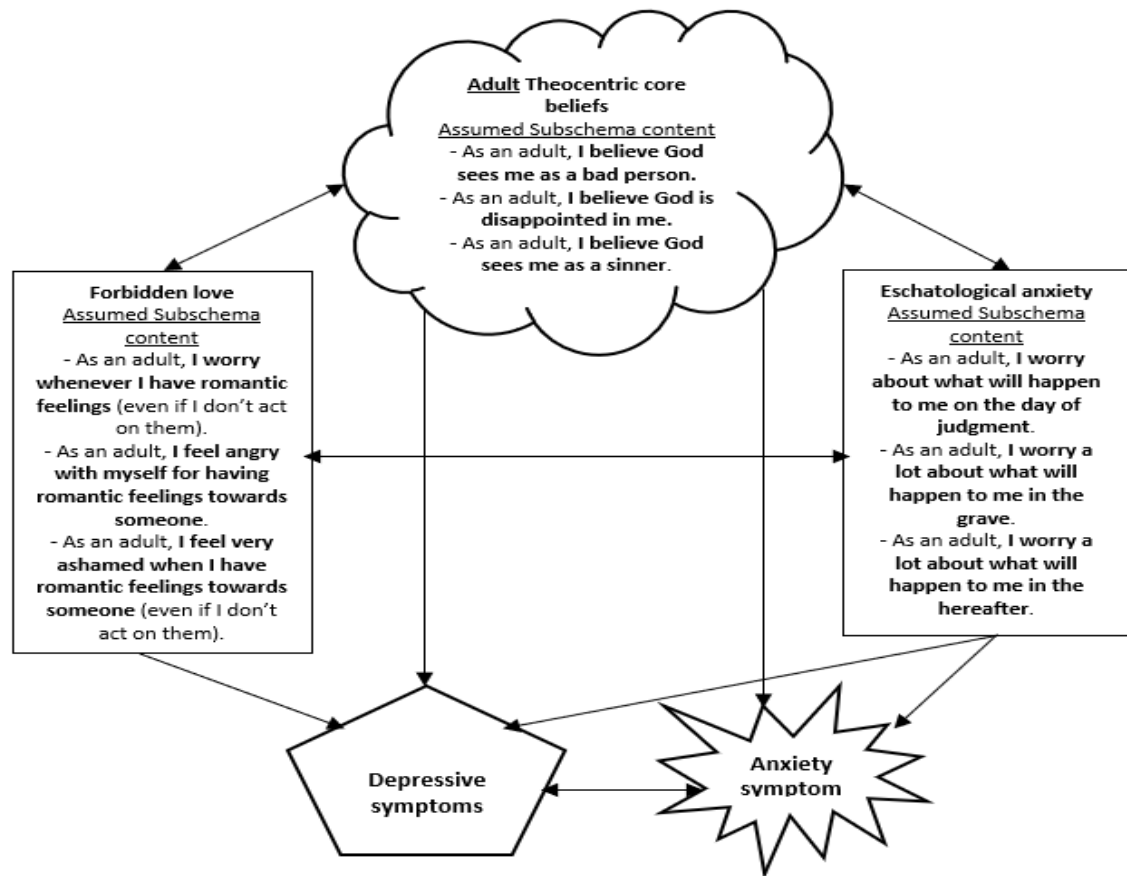 Adult Theocentric core
beliefs
Assumed Subschema content
- As an adult, I believe God
sees me as a bad person.
- As an adult, I believe God is
disappointed in me.
- As an adult, I believe God
sees me as a sinner.
Forbidden love
Assumed Subschema
content
- As an adult, I worry
whenever I have romantic
feelings (even if I don’t act
on them).
- As an adult, I feel angry
with myself for having
romantic feelings towards
someone.
- As an adult, I feel very
ashamed when I have
romantic feelings towards
someone (even if I don’t
act on them).
Eschatological anxiety
Assumed Subschema
content
- As an adult, I worry
about what will happen
to me on the day of
judgment.
- As an adult, I worry a
lot about what will
happen to me in the
grave.
- As an adult, I worry a
lot about what will
happen to me in the
hereafter.
Depressive
symptoms
Anxiety
symptom